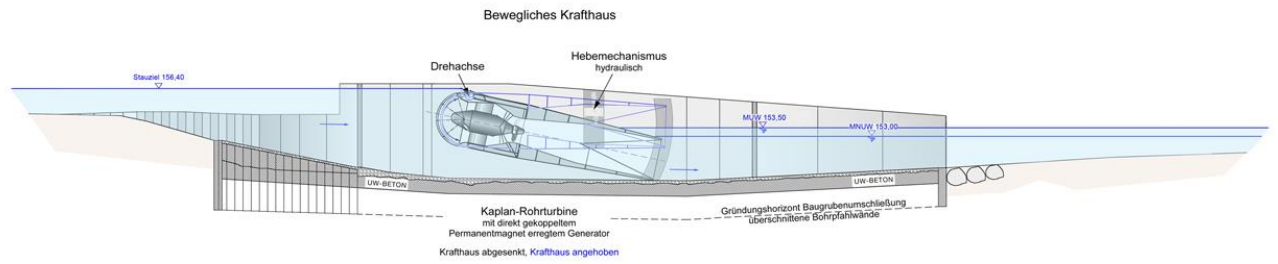 Bewegliches Krafthaus
Hebemechanismus
hydraulisch
Drehachse
Stauziel 156,40
MUW 153,50
MNUW 153,00
UW-BETON
UW-BETON
Kaplan-Rohrturbine
mit direkt gekoppeltem
Permanentmagnet erregtem Generator
Gründungshorizont Baugrubenumschließung
überschnittene Bohrpfahlwände
Krafthaus abgesenkt, Krafthaus angehoben